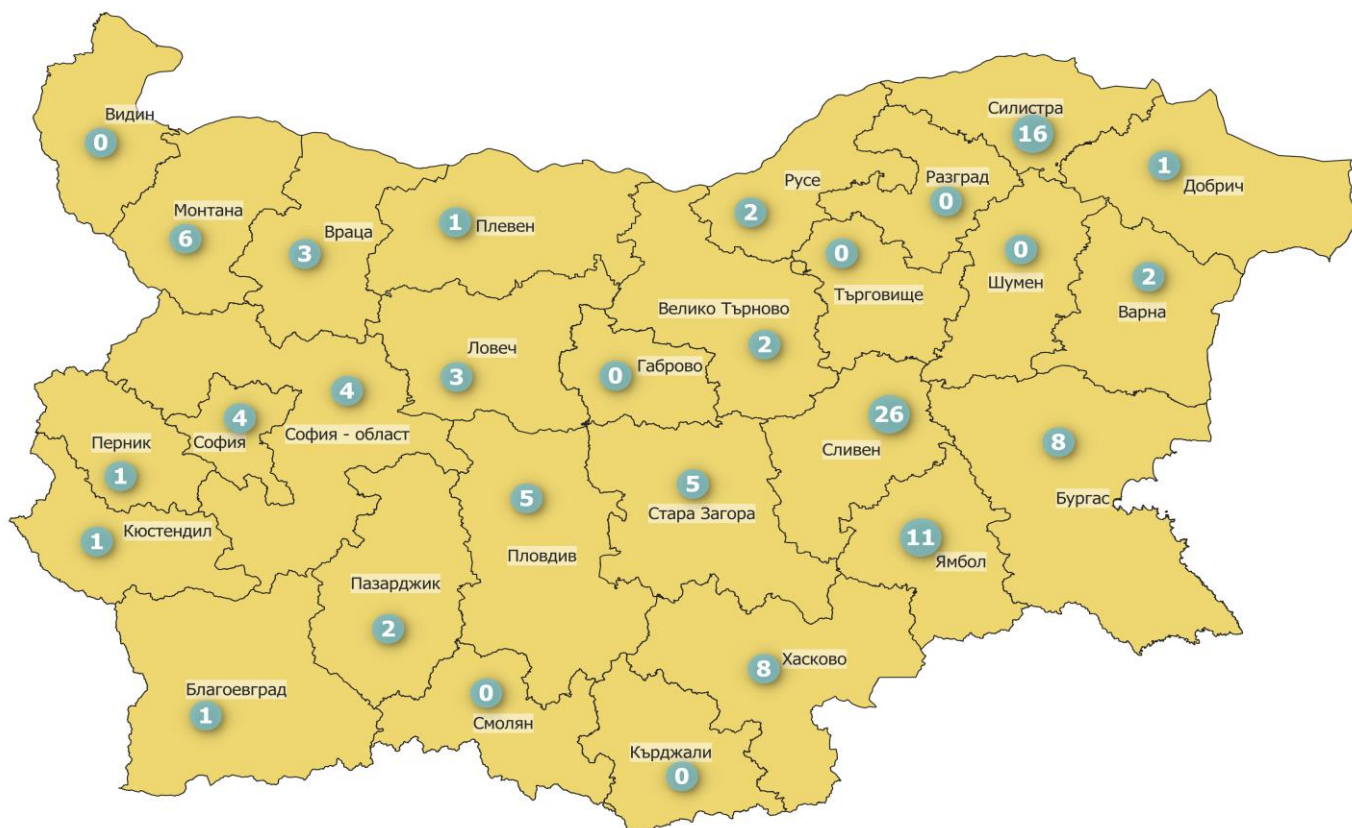 Видин
0
Монтана
6
Враца
3
Плевен
1
Русе
2
Разград
0
Силистра
16
Добрич
1
Търговище
0
Шумен
0
Варна
2
Велико Търново
2
Ловеч
3
Габрово
0
София - област
4
София
4
Перник
1
Кюстендил
1
Сливен
26
Бургас
8
Пловдив
5
Стара Загора
5
Ямбол
11
Пазарджик
2
Благоевград
1
Смолян
0
Хасково
8
Кърджали
0